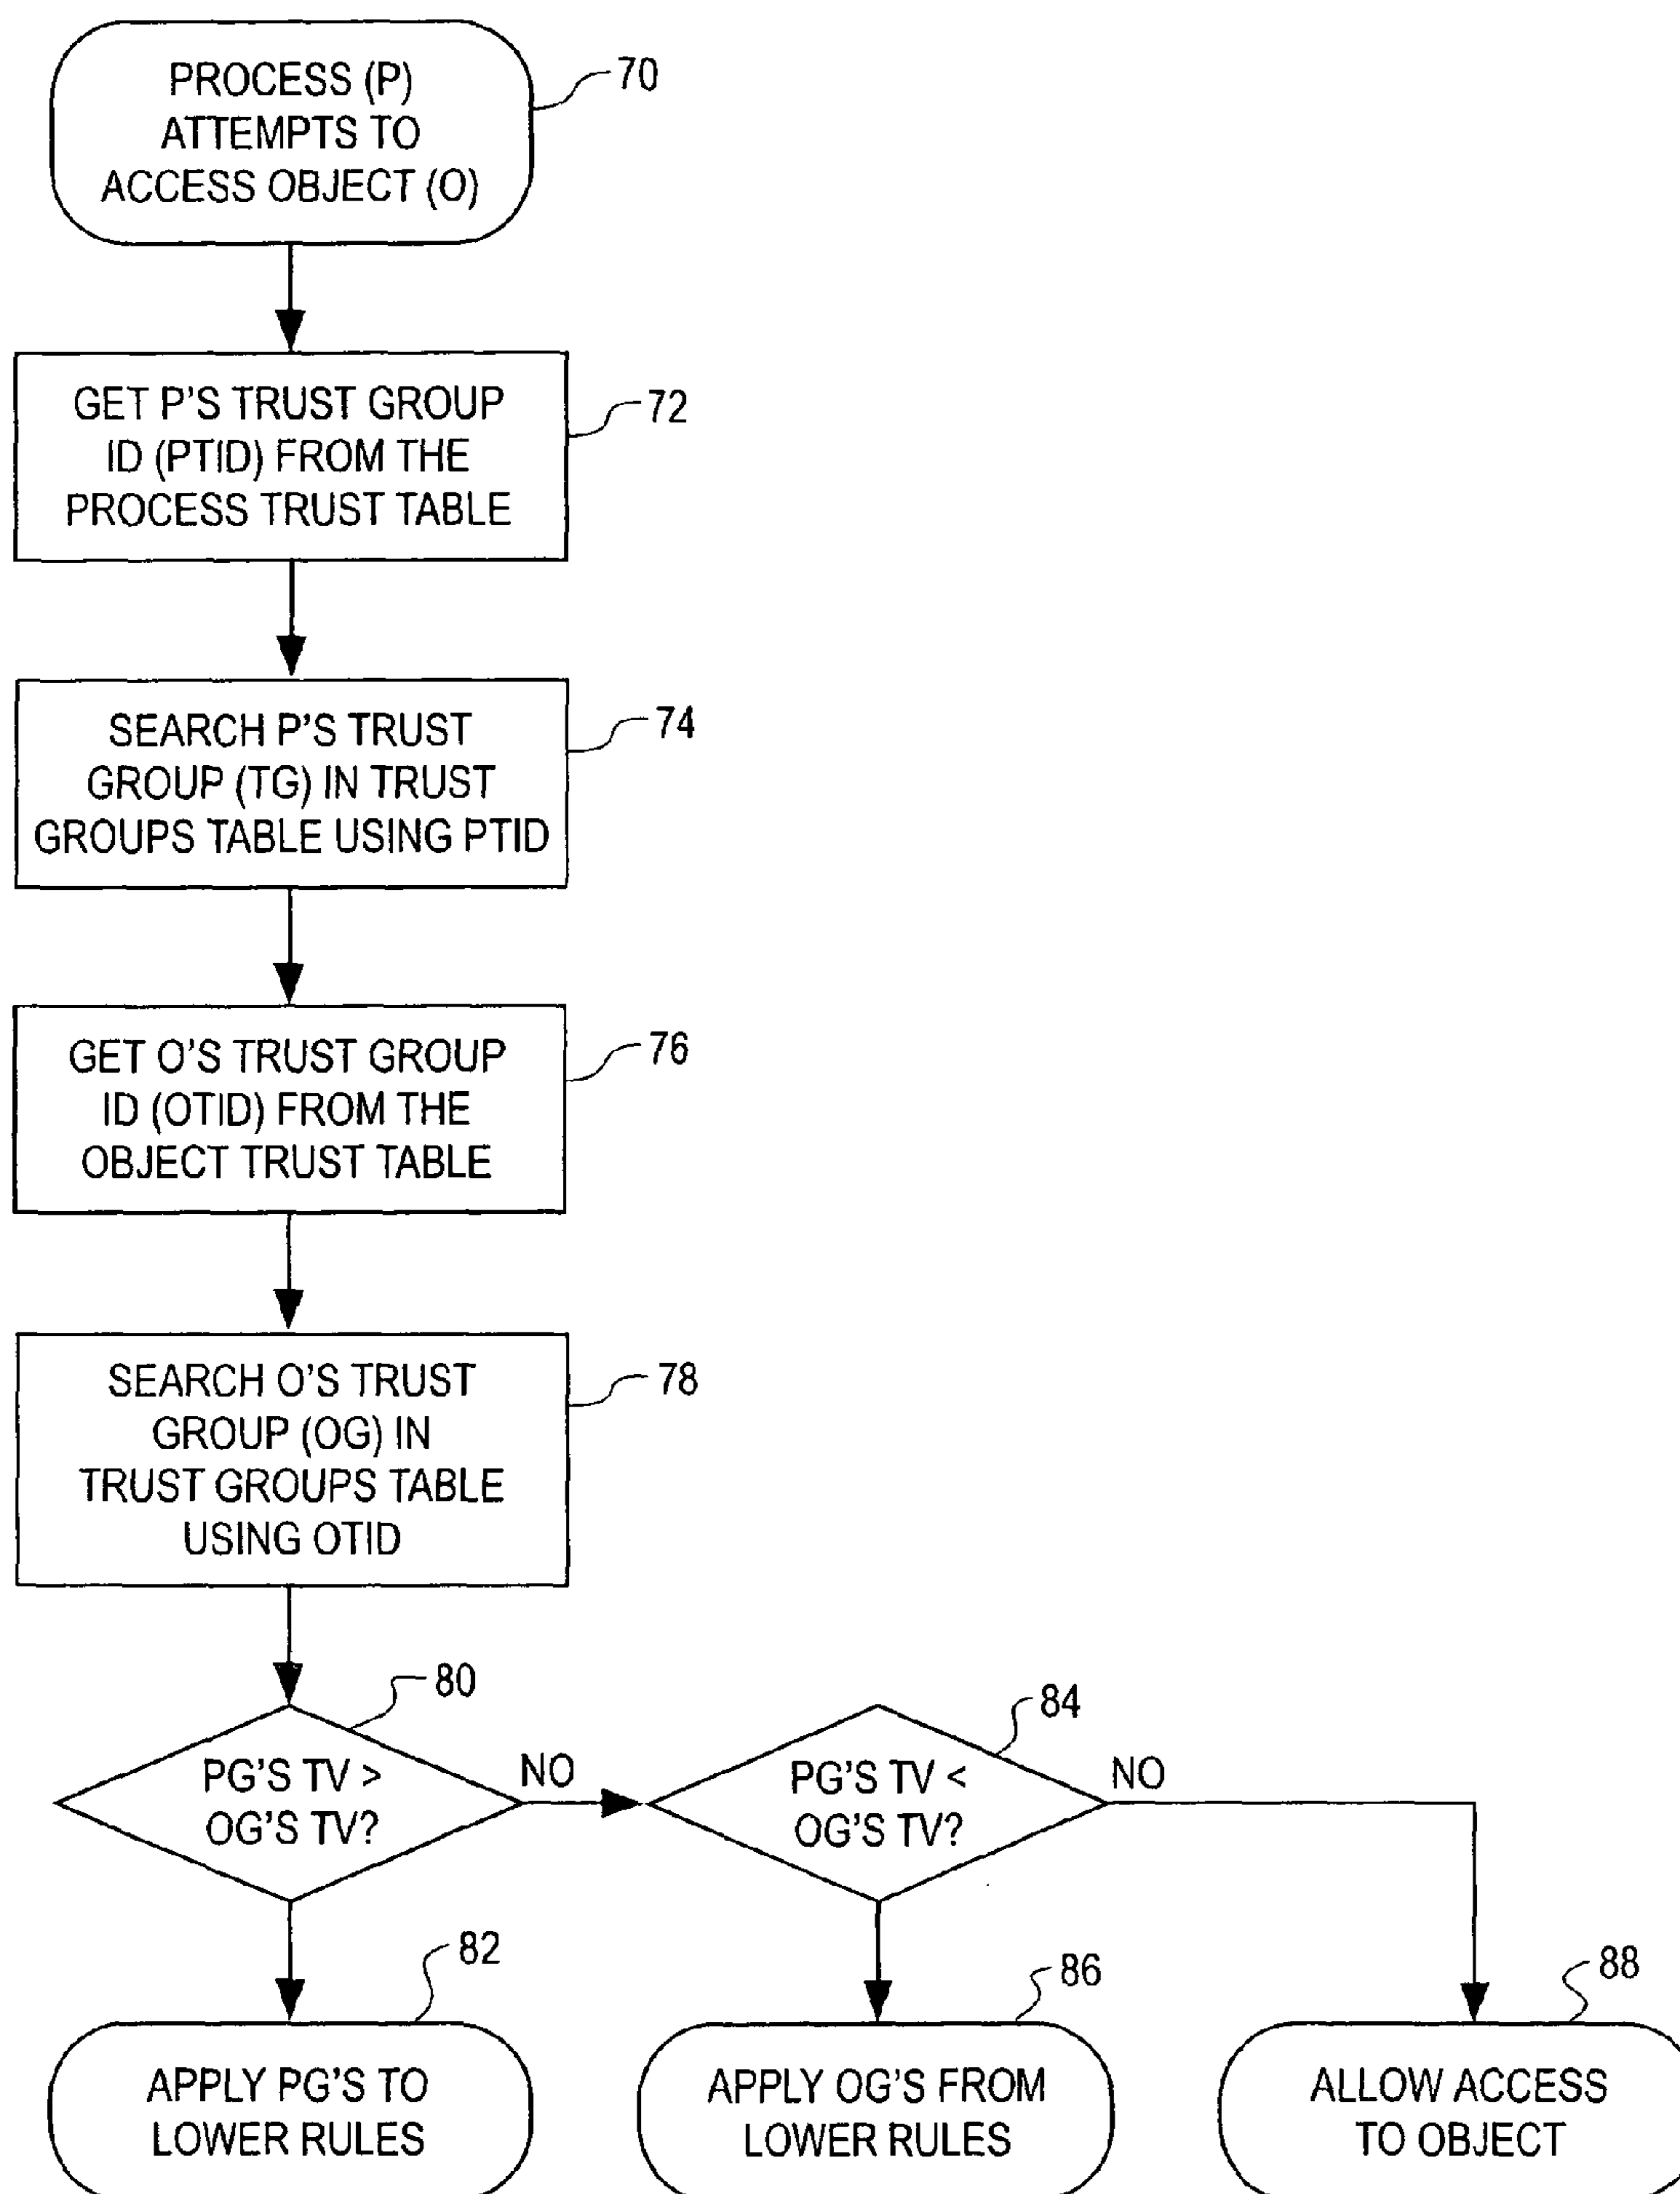 PROCESS (P)
ATTEMPTS TO
ACCESS OBJECT (O)
70
GET P'S TRUST GROUP
ID (PTID) FROM THE
PROCESS TRUST TABLE
72
SEARCH P'S TRUST
GROUP (TG) IN TRUST
GROUPS TABLE USING PTID
74
GET O'S TRUST GROUP
ID (OTID) FROM THE
OBJECT TRUST TABLE
76
SEARCH O'S TRUST
GROUP (OG) IN
TRUST GROUPS TABLE
USING OTID
78
80
PG'S TV >
OG'S TV?
NO
84
PG'S TV <
OG'S TV?
NO
82
APPLY PG'S TO
LOWER RULES
86
APPLY OG'S FROM
LOWER RULES
88
ALLOW ACCESS
TO OBJECT